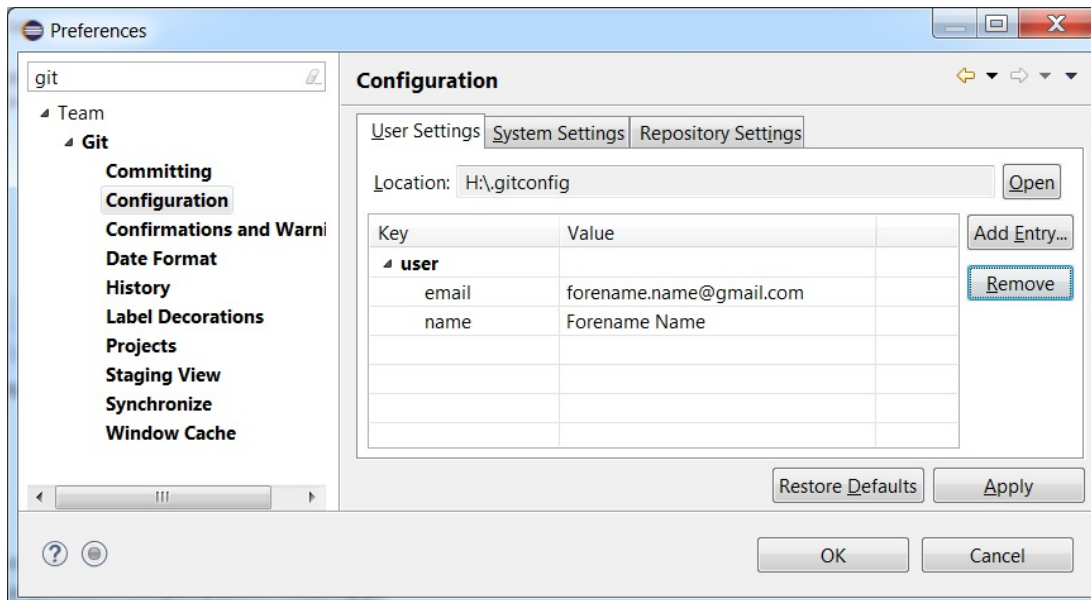 Preferences
git
Team
Git
Committing
Configuration
Confirmations and Warni
Date Format
History
Label Decorations
Projects
Staging View
Synchronize
Window Cache
Configuration
User Settings System Settings Repository Settings
Location: H:\.gitconfig Open
Key Value Add Entry...
user
email forename.name@gmail.com Remove
name Forename Name
Restore Defaults Apply
OK Cancel